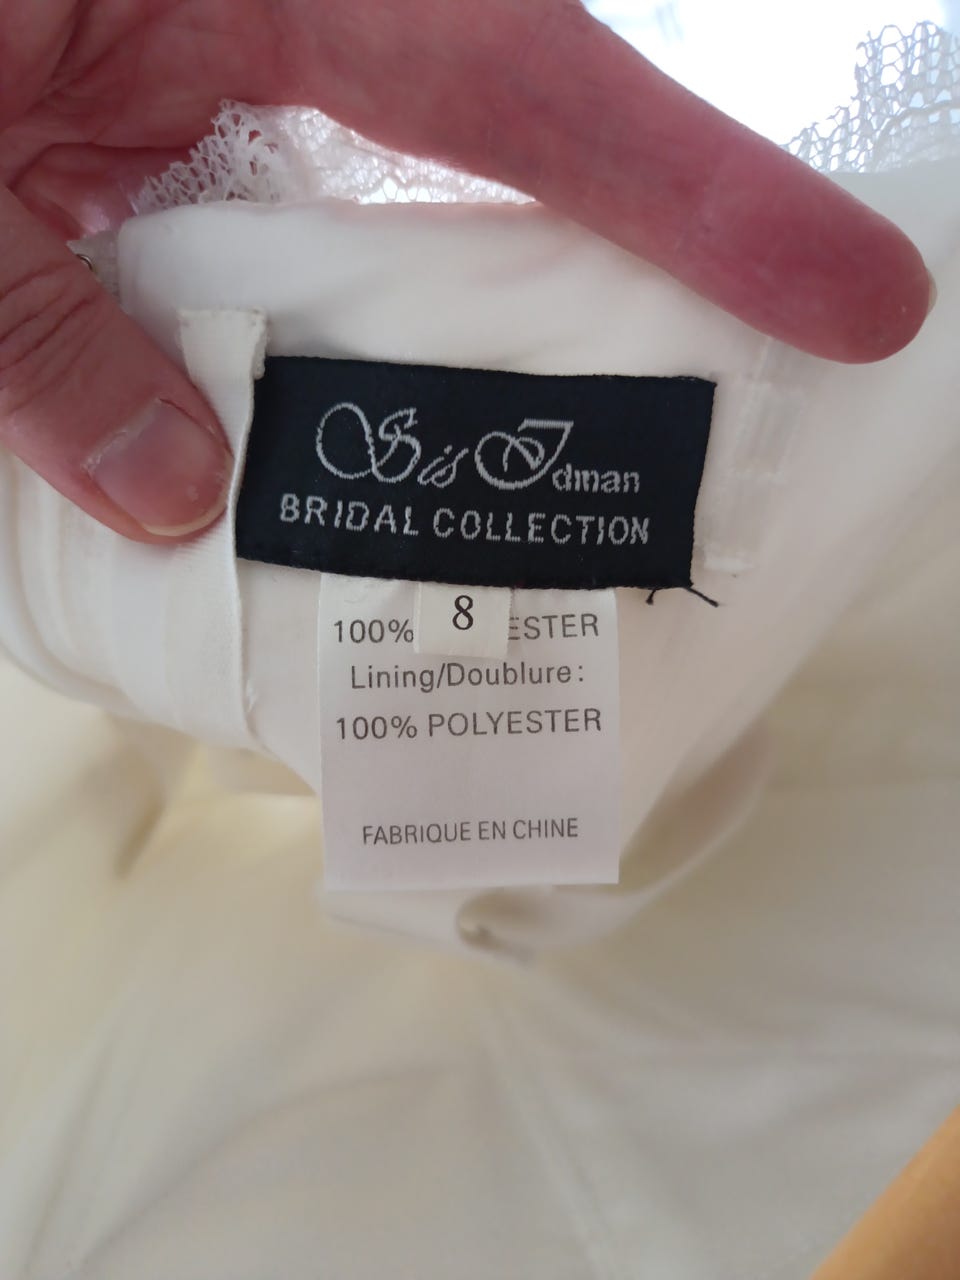 Sis Idman
BRIDAL COLLECTION
8
100% ESTER
Lining/Doublure:
100% POLYESTER
FABRIQUE EN CHINE